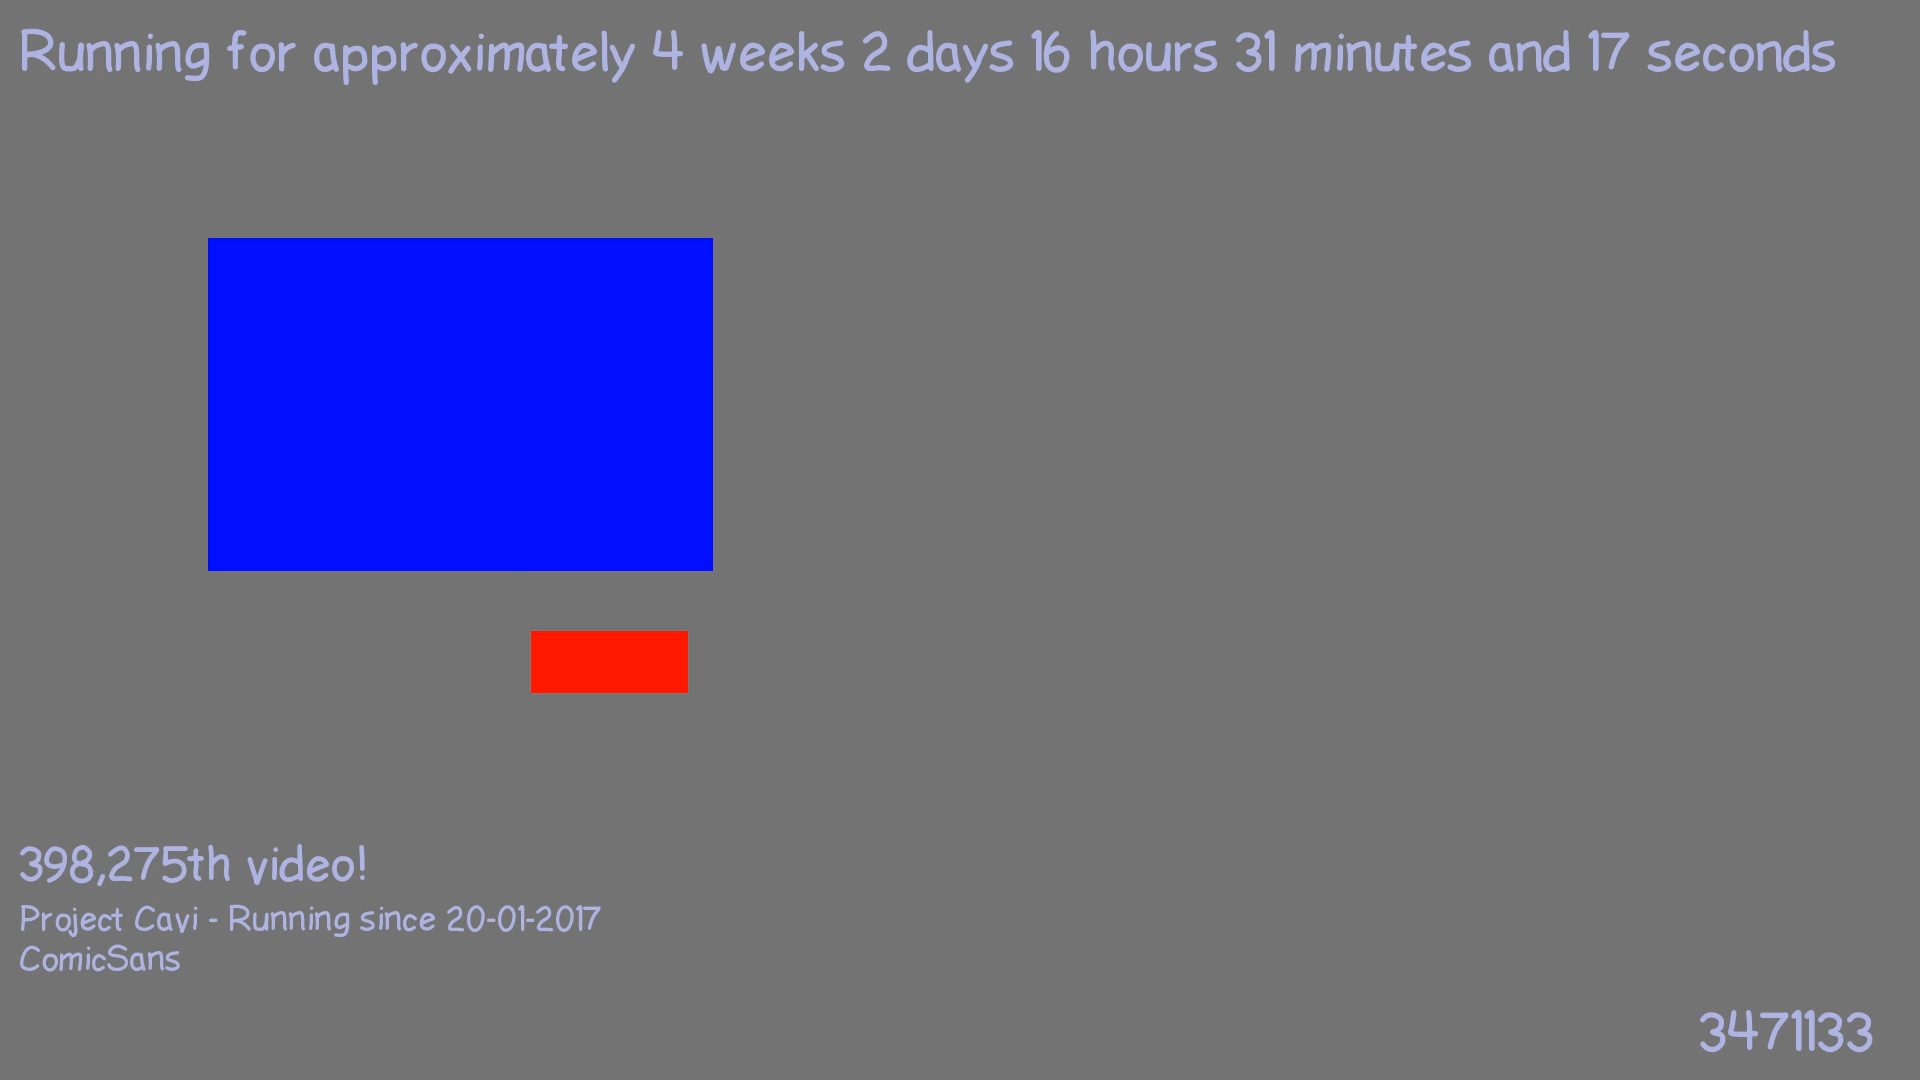 Running for approximately 4 weeks 2 days 16 hours 31 minutes and 17 seconds
398,275th video!
Project Cavi - Running since 20-01-2017
ComicSans
3471133